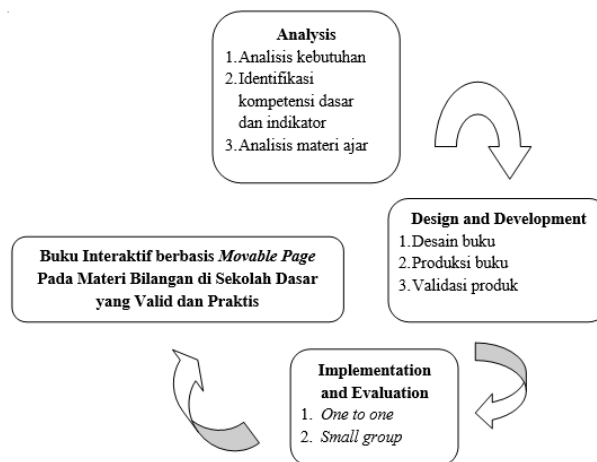 Analysis
1.Analisis kebutuhan
2.Identifikasi
kompetensi dasar
dan indikator
3.Analisis materi ajar
Design and Development
1.Desain buku
2.Produksi buku
3.Validasi produk
Implementation
and Evaluation
1. One to one
2. Small group
Buku Interaktif berbasis Movable Page
Pada Materi Bilangan di Sekolah Dasar
yang Valid dan Praktis